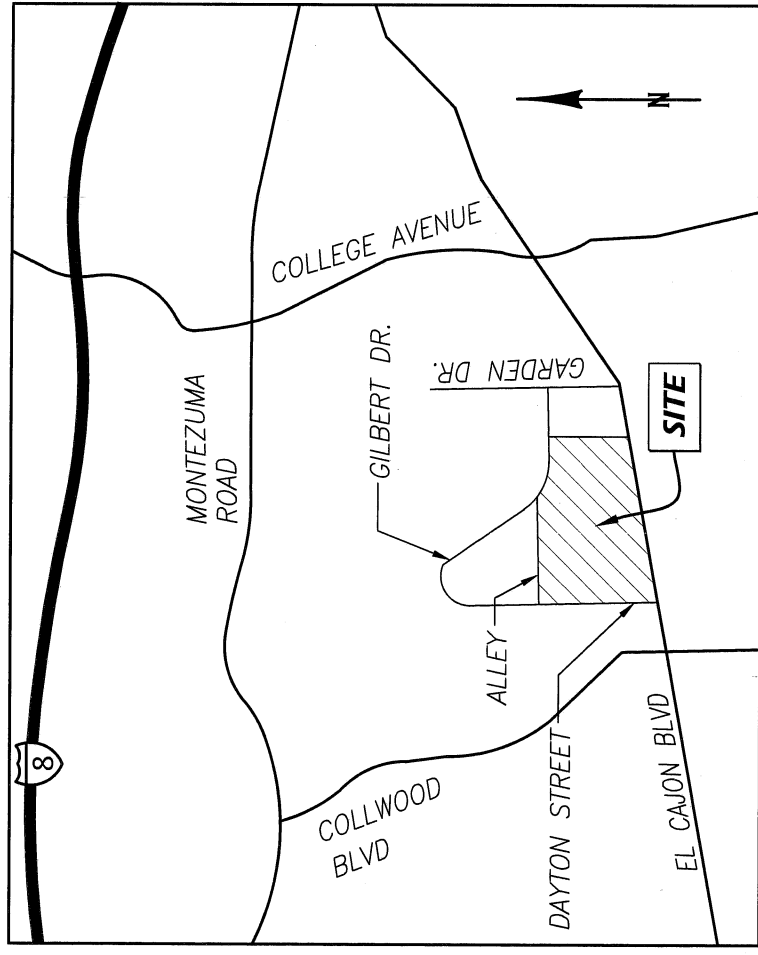 8
MONTEZUMA
ROAD
COLLEGE AVENUE
N
GILBERT DR.
GARDEN DR.
SITE
ALLEY
COLLWOOD
BLVD
DAYTON STREET
EL CAJON BLVD